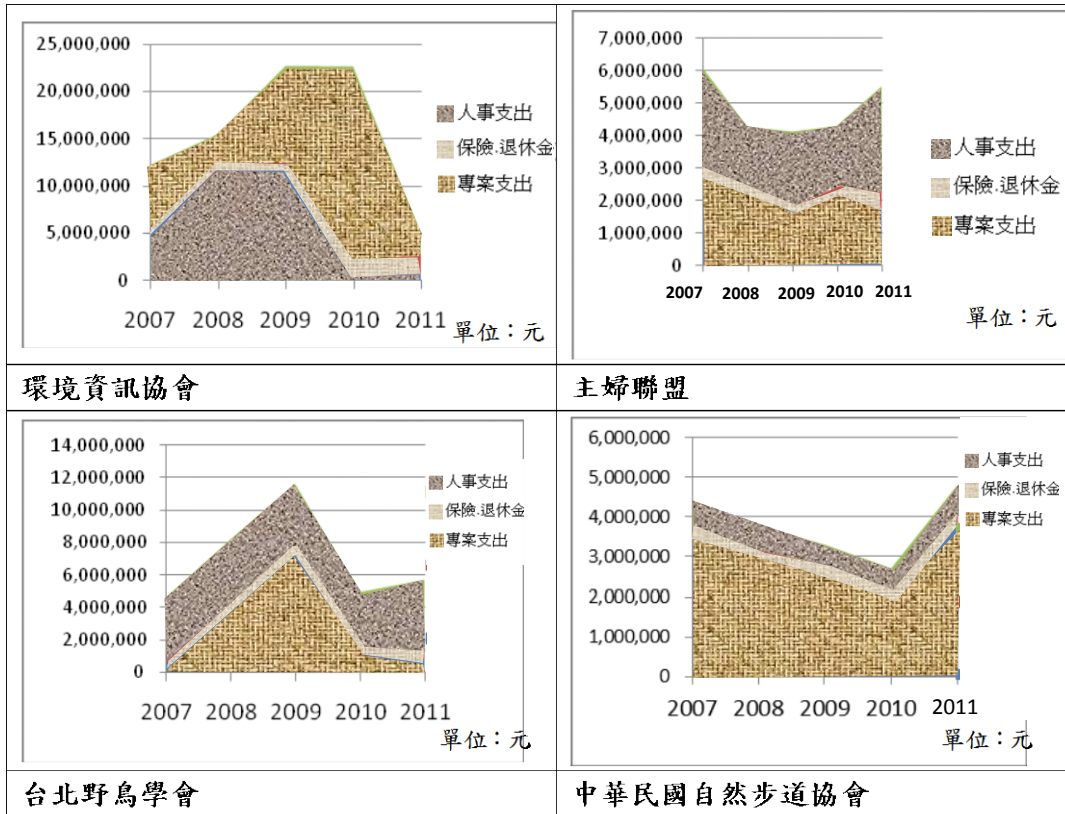 25,000,000
20,000,000
15,000,000
10,000,000
5,000,000
0
2007 2008 2009 2010 2011
人事支出
保險.退休金
專案支出
單位：元
環境資訊協會
7,000,000
6,000,000
5,000,000
4,000,000
3,000,000
2,000,000
1,000,000
0
2007 2008 2009 2010 2011
人事支出
保險.退休金
專案支出
單位：元
主婦聯盟
14,000,000
12,000,000
10,000,000
8,000,000
6,000,000
4,000,000
2,000,000
0
2007 2008 2009 2010 2011
人事支出
保險.退休金
專案支出
單位：元
台北野鳥學會
6,000,000
5,000,000
4,000,000
3,000,000
2,000,000
1,000,000
0
2007 2008 2009 2010 2011
人事支出
保險.退休金
專案支出
單位：元
中華民國自然步道協會